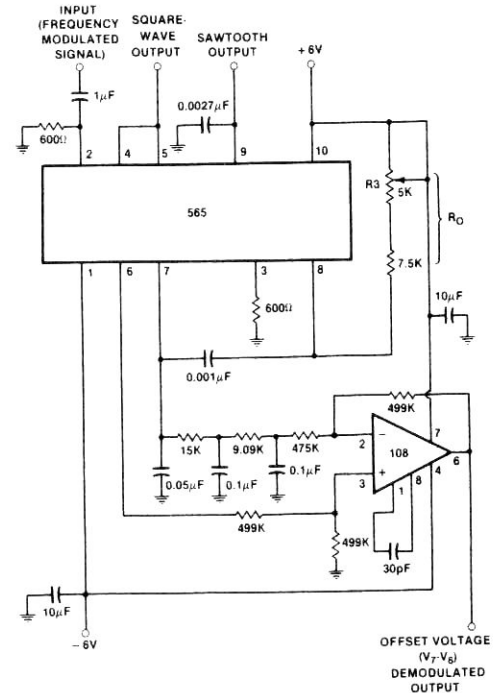 INPUT
(FREQUENCY
MODULATED
SIGNAL)
SQUARE-
WAVE
OUTPUT
SAWTOOTH
OUTPUT
+6V
1µF
0.0027µF
600Ω
2
4
5
9
10
565
R3
5K
RO
7.5K
1
6
7
3
8
600Ω
10µF
0.001µF
499K
15K
9.09K
475K
2
−
7
108
6
+
4
3
8
1
0.05µF
0.1µF
0.1µF
499K
499K
30pF
10µF
−6V
OFFSET VOLTAGE
(V7-V6)
DEMODULATED
OUTPUT